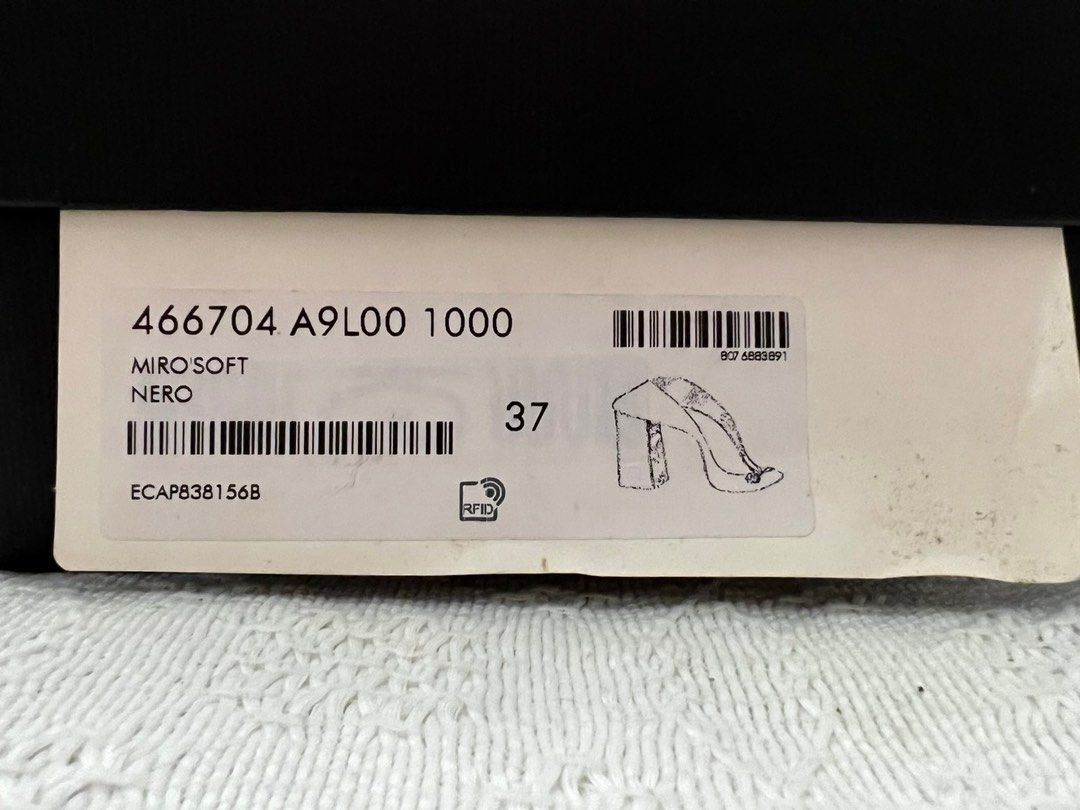 466704 A9L00 1000
MIRO'SOFT
NERO
37
ECAP838156B
RFID
807 6883891